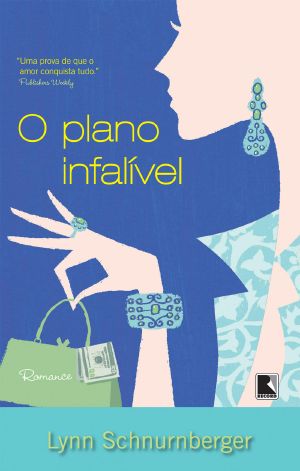 "Uma prova de que o
amor conquista tudo."
Publishers Weekly
O plano
infalível
Romance
RECORD
Lynn Schnurnberger